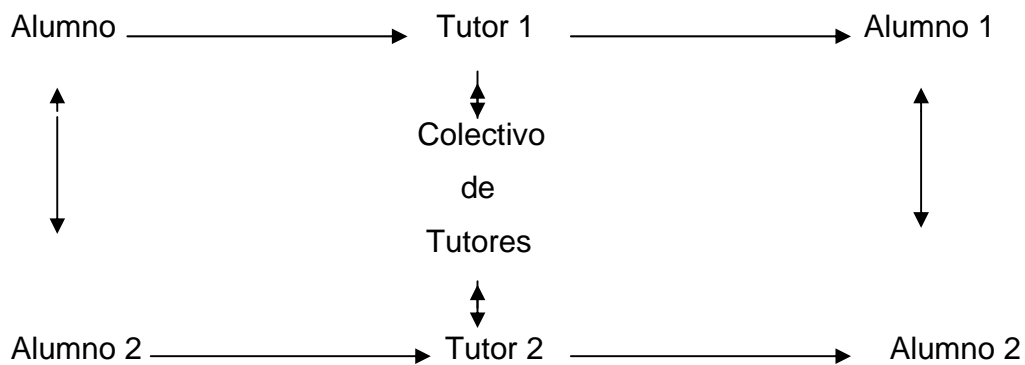 Alumno Tutor 1 Alumno 1
Colectivo
de
Tutores
Alumno 2 Tutor 2 Alumno 2